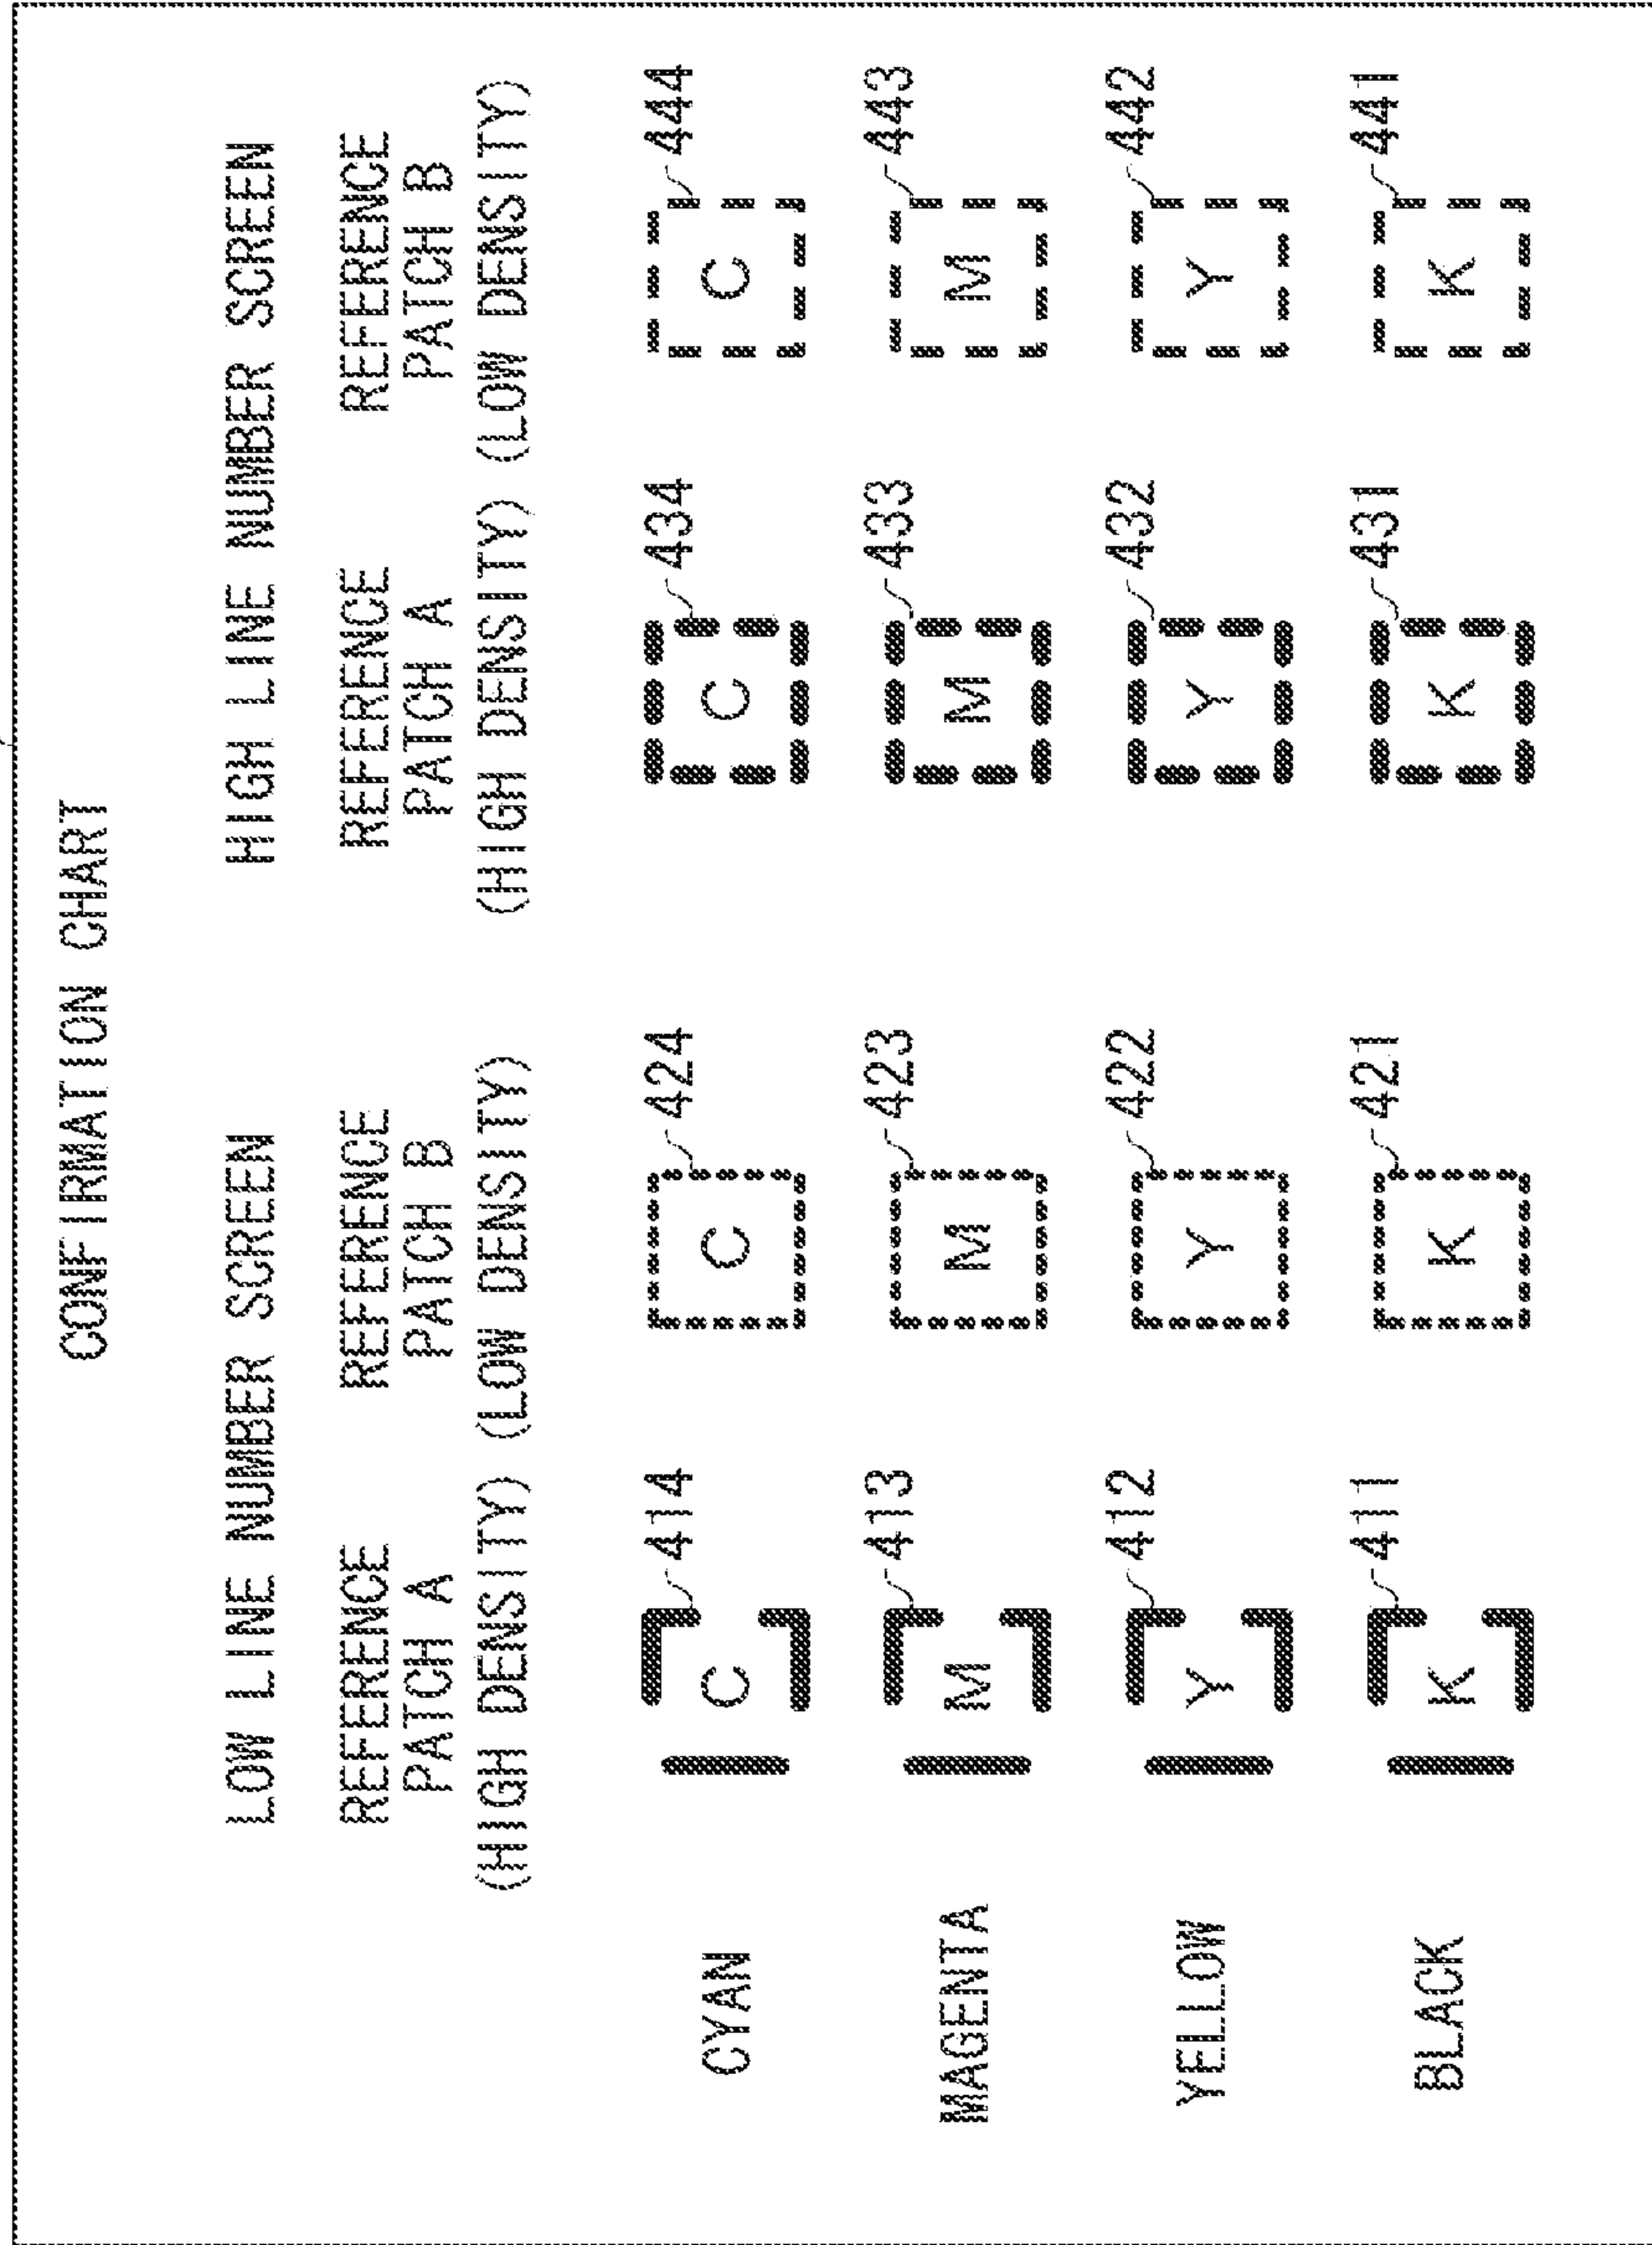 CONFIRMATION CHART
LOW LINE NUMBER SCREEN HIGH LINE NUMBER SCREEN
REFERENCE REFERENCE REFERENCE REFERENCE
PATCH A PATCH B PATCH A PATCH B
(HIGH DENSITY) (LOW DENSITY) (HIGH DENSITY) (LOW DENSITY)
CYAN C 414 C 424 C 434 C 444
MAGENTA M 413 M 423 M 433 M 443
YELLOW Y 412 Y 422 Y 432 Y 442
BLACK K 411 K 421 K 431 K 441